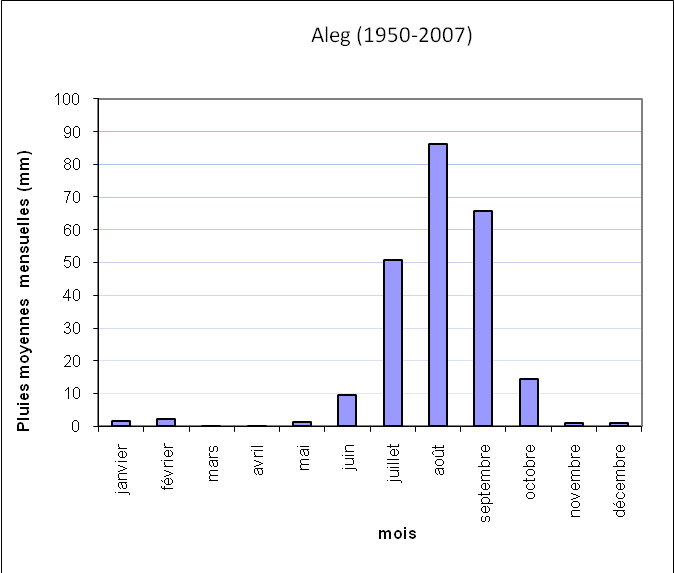 Aleg (1950-2007)
Pluies moyennes mensuelles (mm)
100
90
80
70
60
50
40
30
20
10
0
janvier
février
mars
avril
mai
juin
juillet
août
septembre
octobre
novembre
décembre
mois